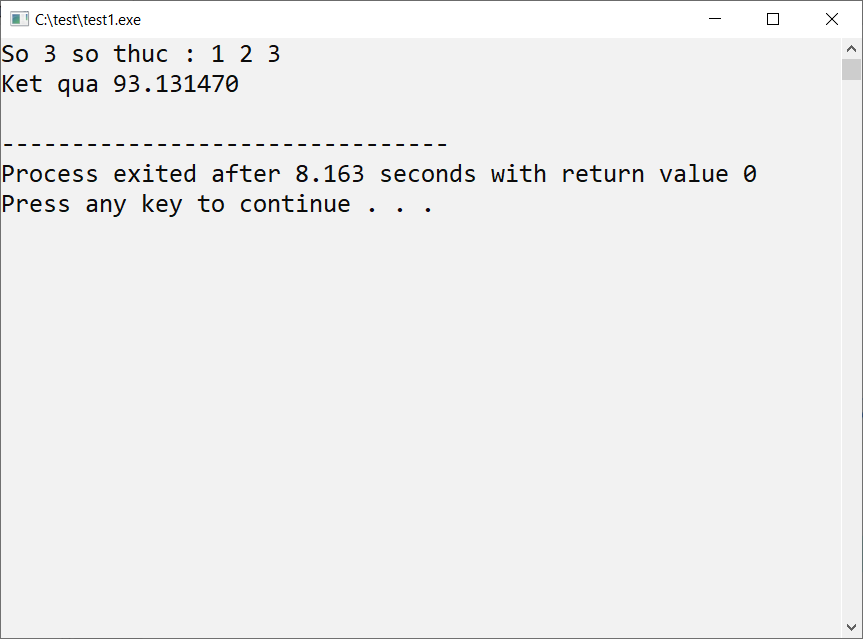 C:\test\test1.exe
So 3 so thuc : 1 2 3
Ket qua 93.131470
--------------------------------
Process exited after 8.163 seconds with return value 0
Press any key to continue . . .